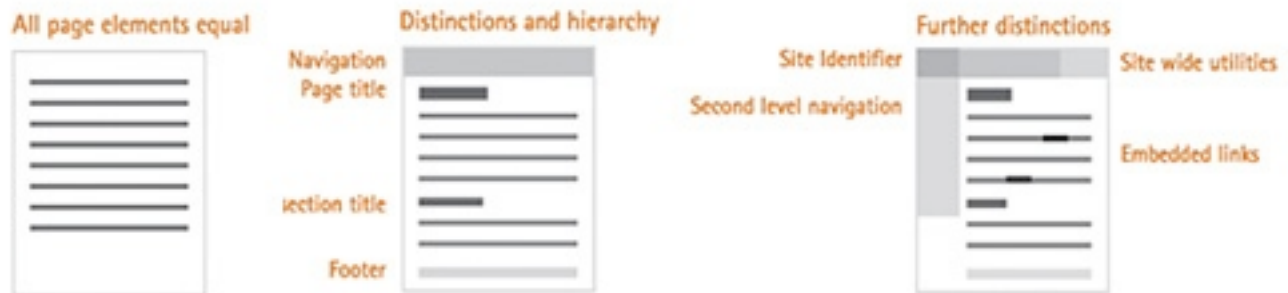 All page elements equal
Distinctions and hierarchy
Navigation
Page title
ection title
Footer
Further distinctions
Site Identifier
Site wide utilities
Second level navigation
Embedded links